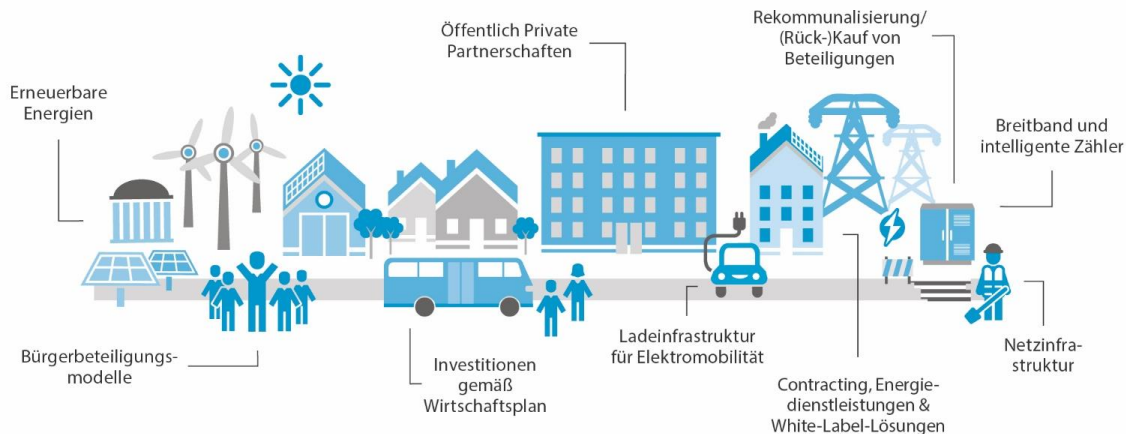 Erneuerbare
Energien
Öffentlich Private
Partnerschaften
Rekommunalisierung/
(Rück-)Kauf von
Beteiligungen
Breitband und
intelligente Zähler
Bürgerbeteiligungs-
modelle
Investitionen
gemäß
Wirtschaftsplan
Ladeinfrastruktur
für Elektromobilität
Contracting, Energie-
dienstleistungen &
White-Label-Lösungen
Netzinfra-
struktur